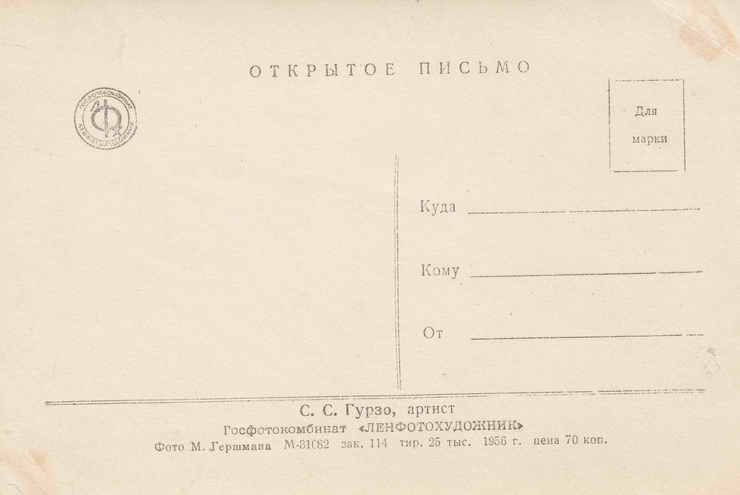 ОТКРЫТОЕ ПИСЬМО
Для
марки
Куда
Кому
От
С. С. Гурзо, артист
Госфотокомбинат «ЛЕНФОТОХУДОЖНИК»
Фото М. Гершмана М-31082 зак. 114 тир. 25 тыс. 1956 г. цена 70 коп.